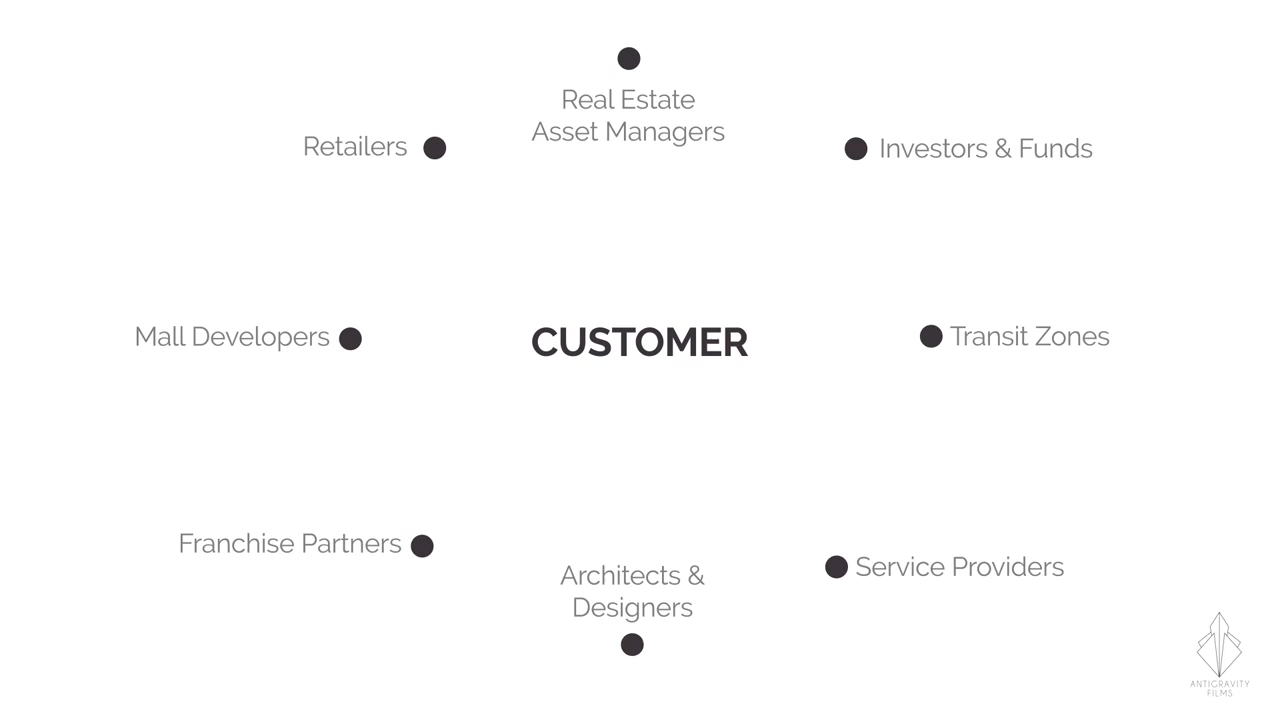 Real Estate
Asset Managers
Retailers
Investors & Funds
Mall Developers
CUSTOMER
Transit Zones
Franchise Partners
Architects &
Designers
Service Providers
ANTIGRAVITY
FILMS